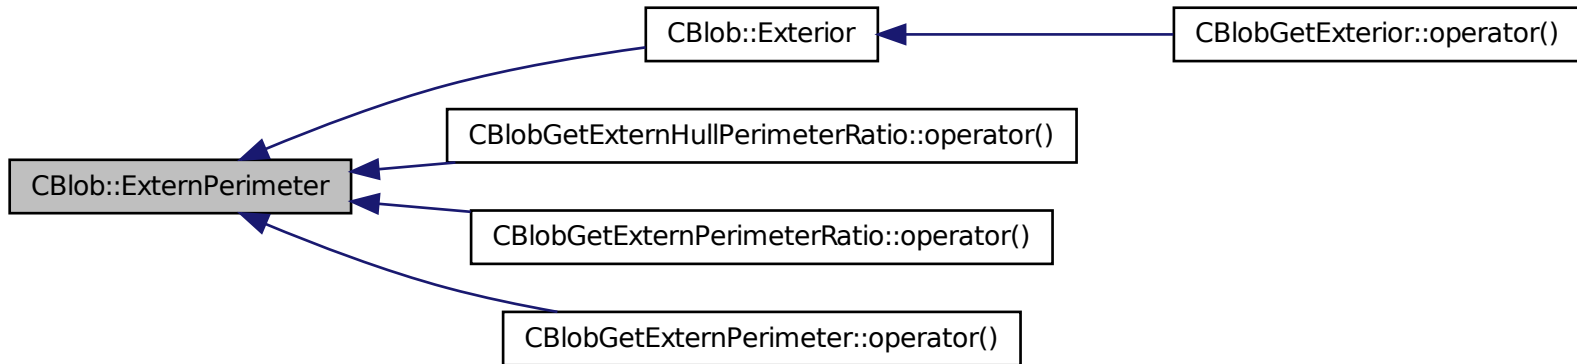 CBlob::Exterior
CBlobGetExterior::operator()
CBlobGetExternHullPerimeterRatio::operator()
CBlob::ExternPerimeter
CBlobGetExternPerimeterRatio::operator()
CBlobGetExternPerimeter::operator()